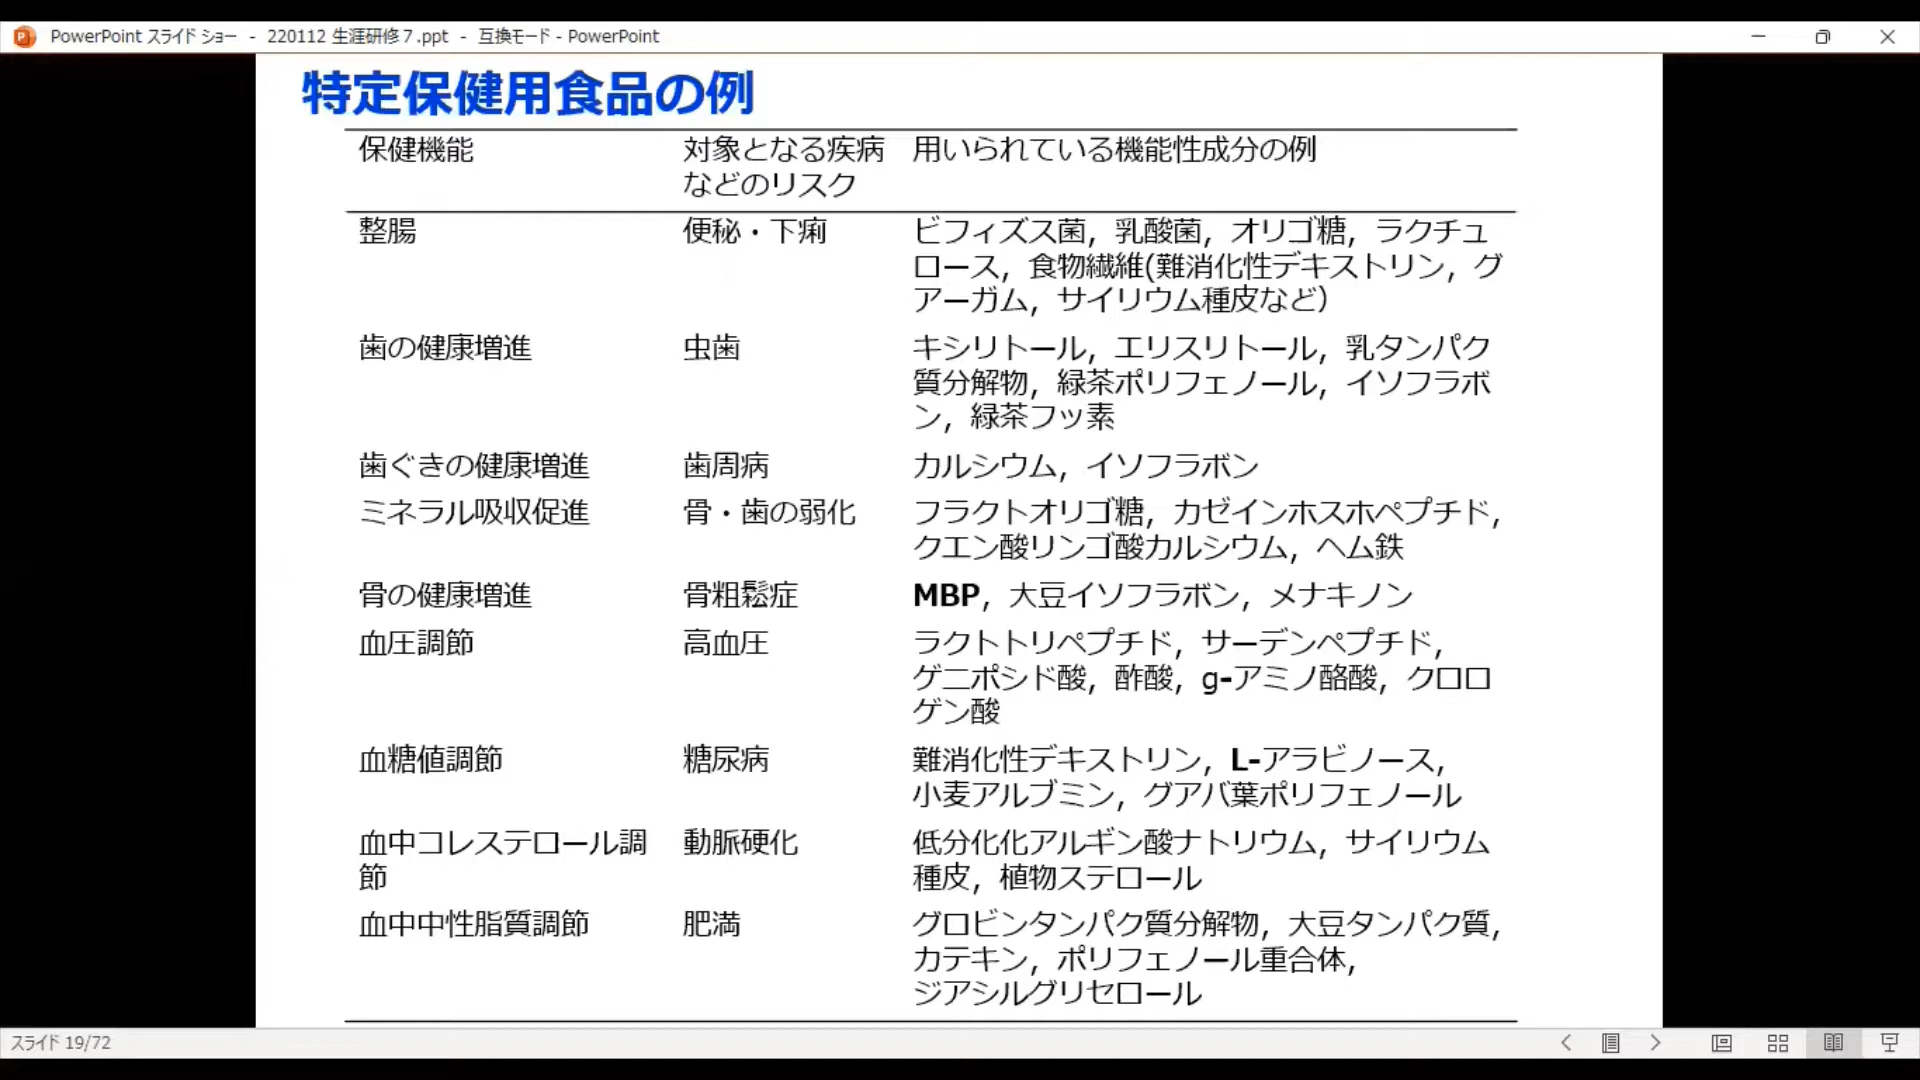 PowerPoint スライド ショー - 220112 生涯研修７.ppt - 互換モード - PowerPoint
特定保健用食品の例
保健機能
対象となる疾病
などのリスク
用いられている機能性成分の例
整腸
便秘・下痢
ビフィズス菌，乳酸菌，オリゴ糖，ラクチュ
ロース，食物繊維(難消化性デキストリン，グ
アーガム，サイリウム種皮など）
歯の健康増進
虫歯
キシリトール，エリスリトール，乳タンパク
質分解物，緑茶ポリフェノール，イソフラボ
ン，緑茶フッ素
歯ぐきの健康増進
歯周病
カルシウム，イソフラボン
ミネラル吸収促進
骨・歯の弱化
フラクトオリゴ糖，カゼインホスホペプチド，
クエン酸リンゴ酸カルシウム，ヘム鉄
骨の健康増進
骨粗鬆症
MBP，大豆イソフラボン，メナキノン
血圧調節
高血圧
ラクトトリペプチド，サーデンペプチド，
ゲニポシド酸，酢酸，g-アミノ酪酸，クロロ
ゲン酸
血糖値調節
糖尿病
難消化性デキストリン，L-アラビノース，
小麦アルブミン，グアバ葉ポリフェノール
血中コレステロール調
節
動脈硬化
低分化化アルギン酸ナトリウム，サイリウム
種皮，植物ステロール
血中中性脂質調節
肥満
グロビンタンパク質分解物，大豆タンパク質，
カテキン，ポリフェノール重合体，
ジアシルグリセロール
スライド 19/72